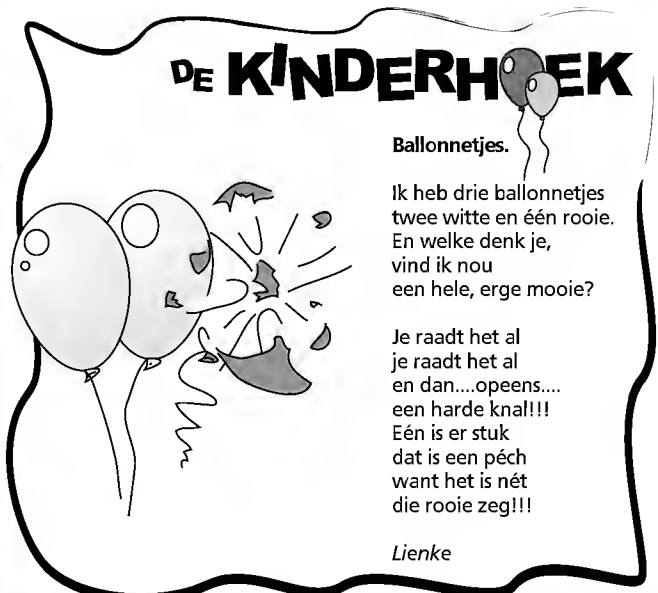 DE KINDERHOEK
Ballonnetjes.
Ik heb drie ballonnetjes
twee witte en één rooie.
En welke denk je,
vind ik nou
een hele, erge mooie?
Je raadt het al
je raadt het al
en dan....opeens....
een harde knal!!!
Eén is er stuk
dat is een péch
want het is nét
die rooie zeg!!!
Lienke